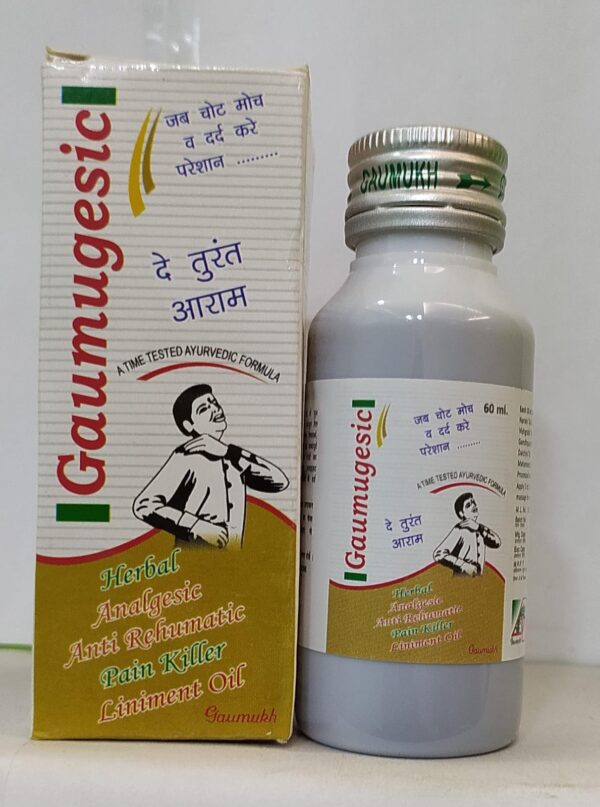 Gaumugesic
जब चोट मोच
व दर्द करे
परेशान .........
दे तुरंत
आराम
A TIME TESTED AYURVEDIC FORMULA
Herbal
Analgesic
Anti Rehumatic
Pain Killer
Liniment Oil
Gaumukh
GAUMUKH
Gaumugesic
जब चोट मोच
व दर्द करे
परेशान .........
60 ml.
A TIME TESTED AYURVEDIC FORMULA
दे तुरंत
आराम
Herbal
Analgesic
Anti Rehumatic
Pain Killer
Liniment Oil
Gaumukh